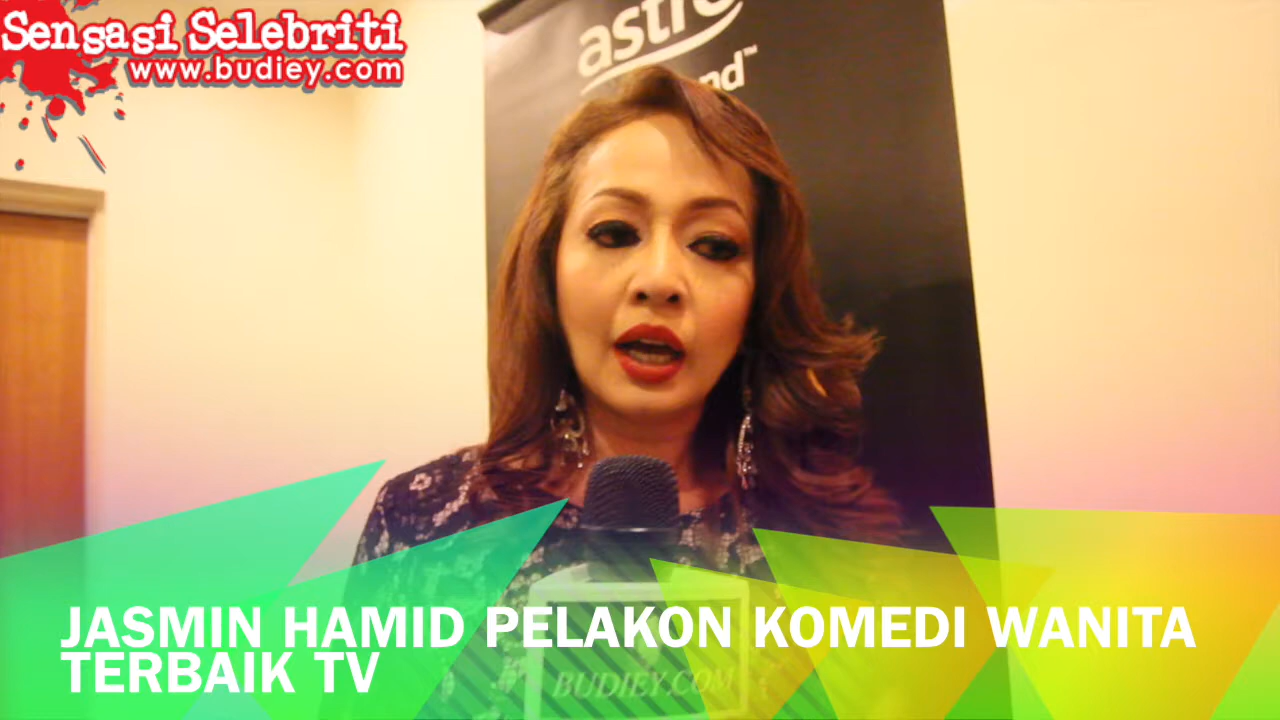 Sensasi Selebriti
www.budiey.com
astro
JASMIN HAMID PELAKON KOMEDI WANITA
TERBAIK TV
BUDIEY.COM